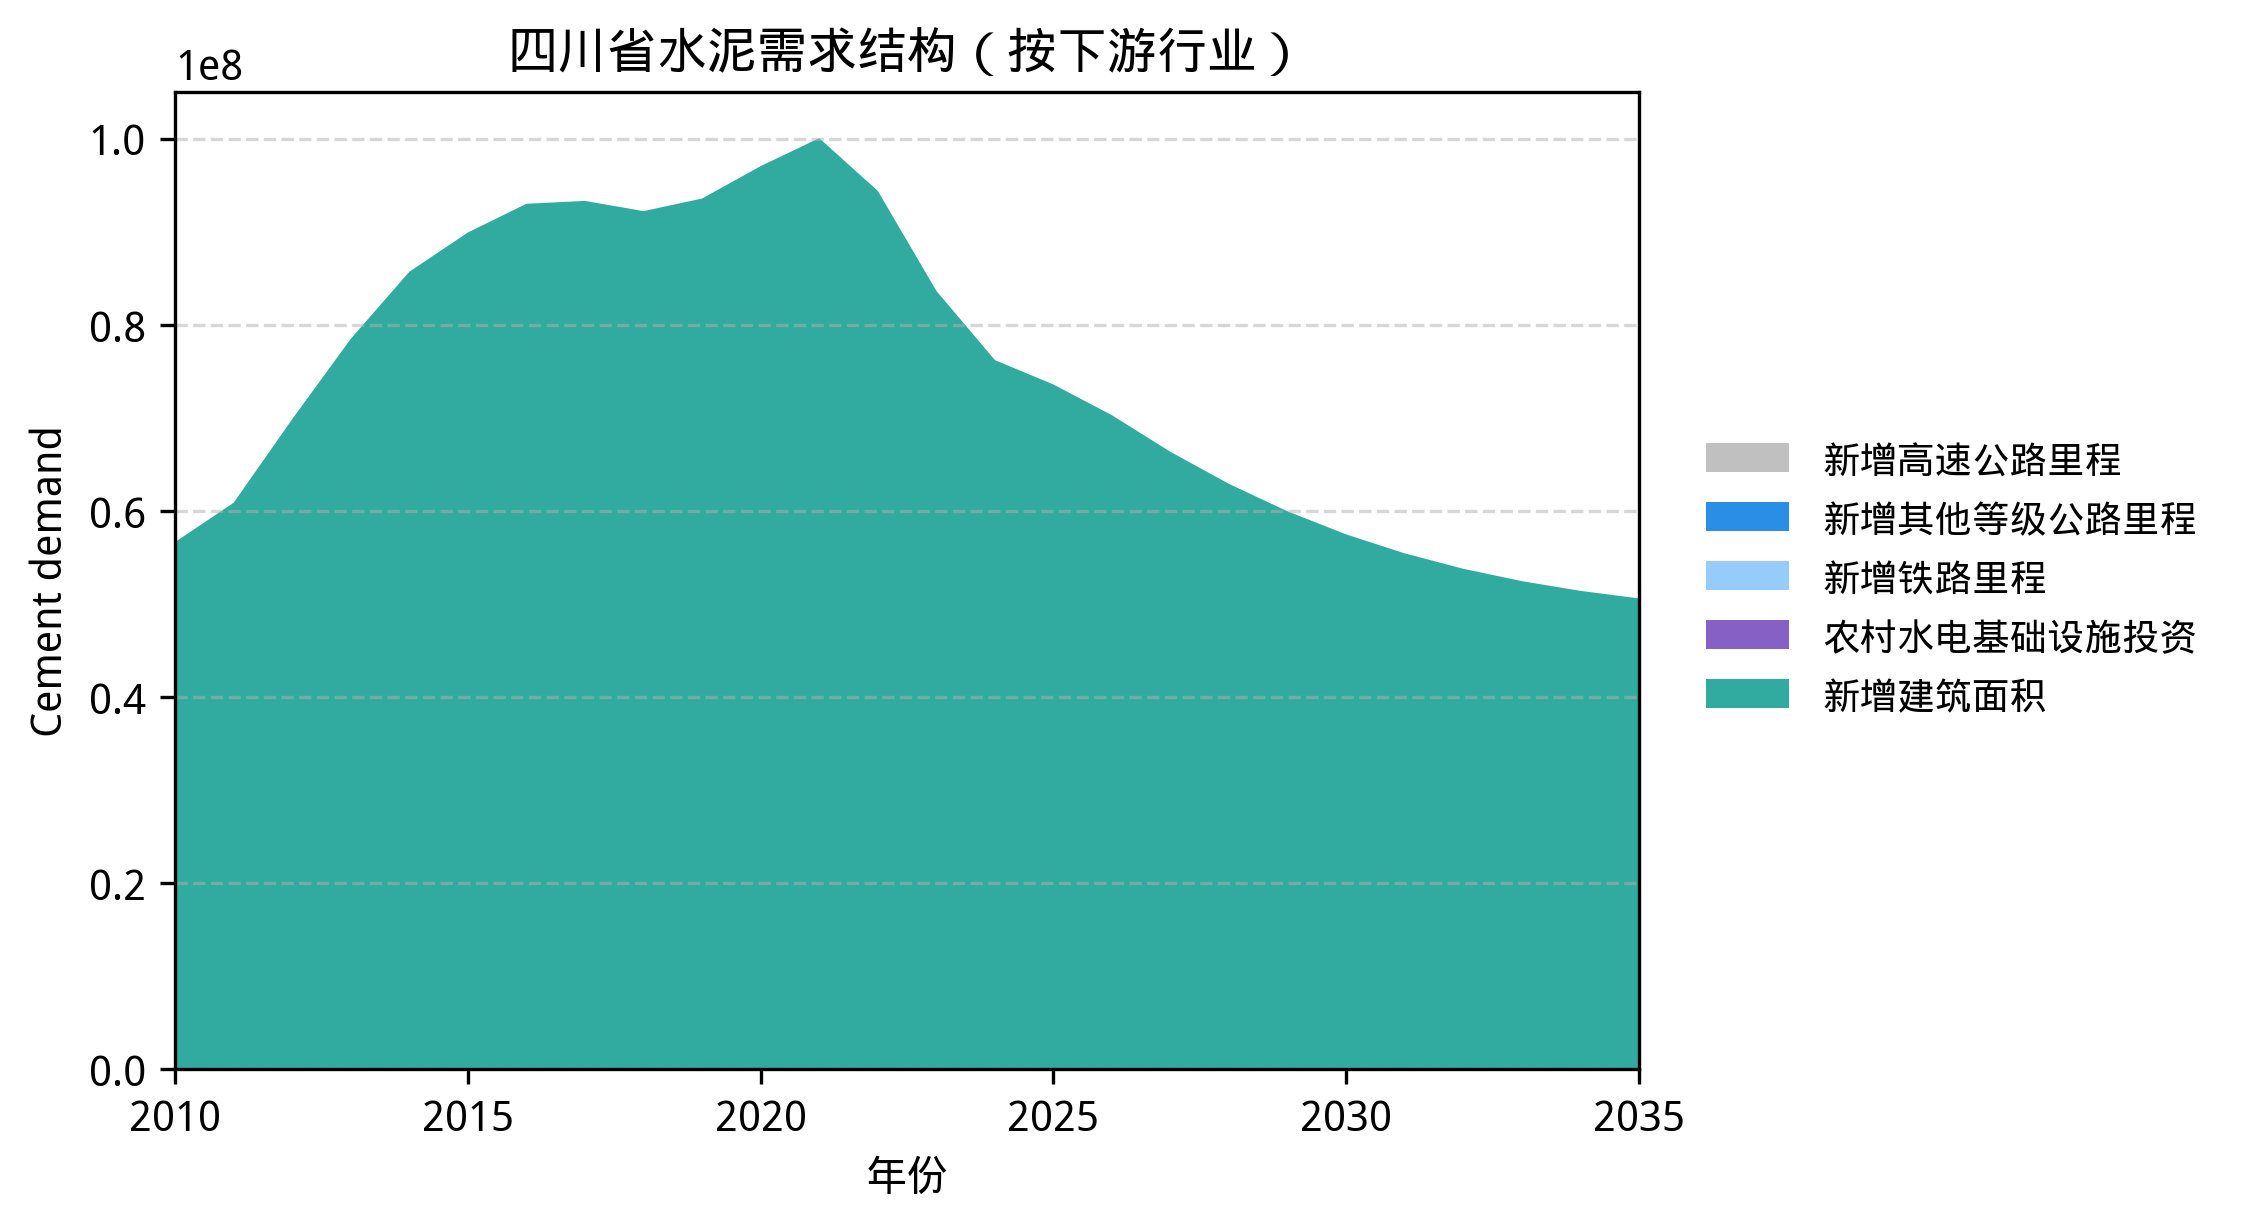 四川省水泥需求结构（按下游行业）
1e8
1.0
0.8
0.6
0.4
0.2
0.0
Cement demand
2010 2015 2020 2025 2030 2035
年份
新增高速公路里程
新增其他等级公路里程
新增铁路里程
农村水电基础设施投资
新增建筑面积